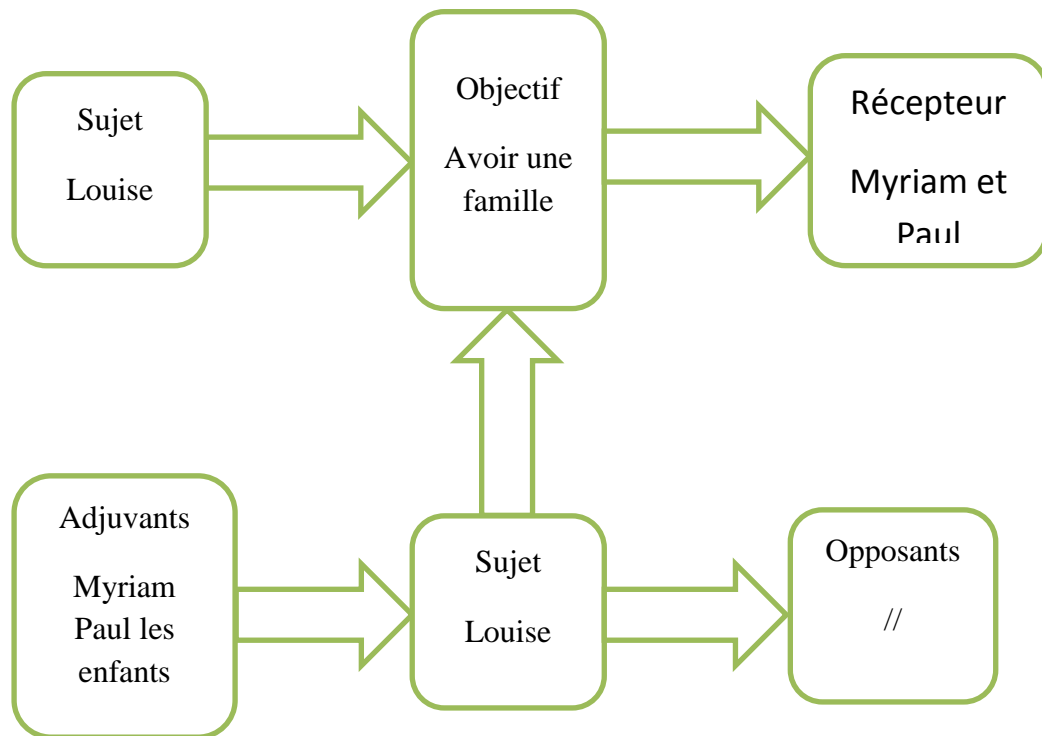 Sujet
Louise
Objectif
Avoir une
famille
Récepteur
Myriam et
Paul
Adjuvants
Myriam
Paul les
enfants
Sujet
Louise
Opposants
//